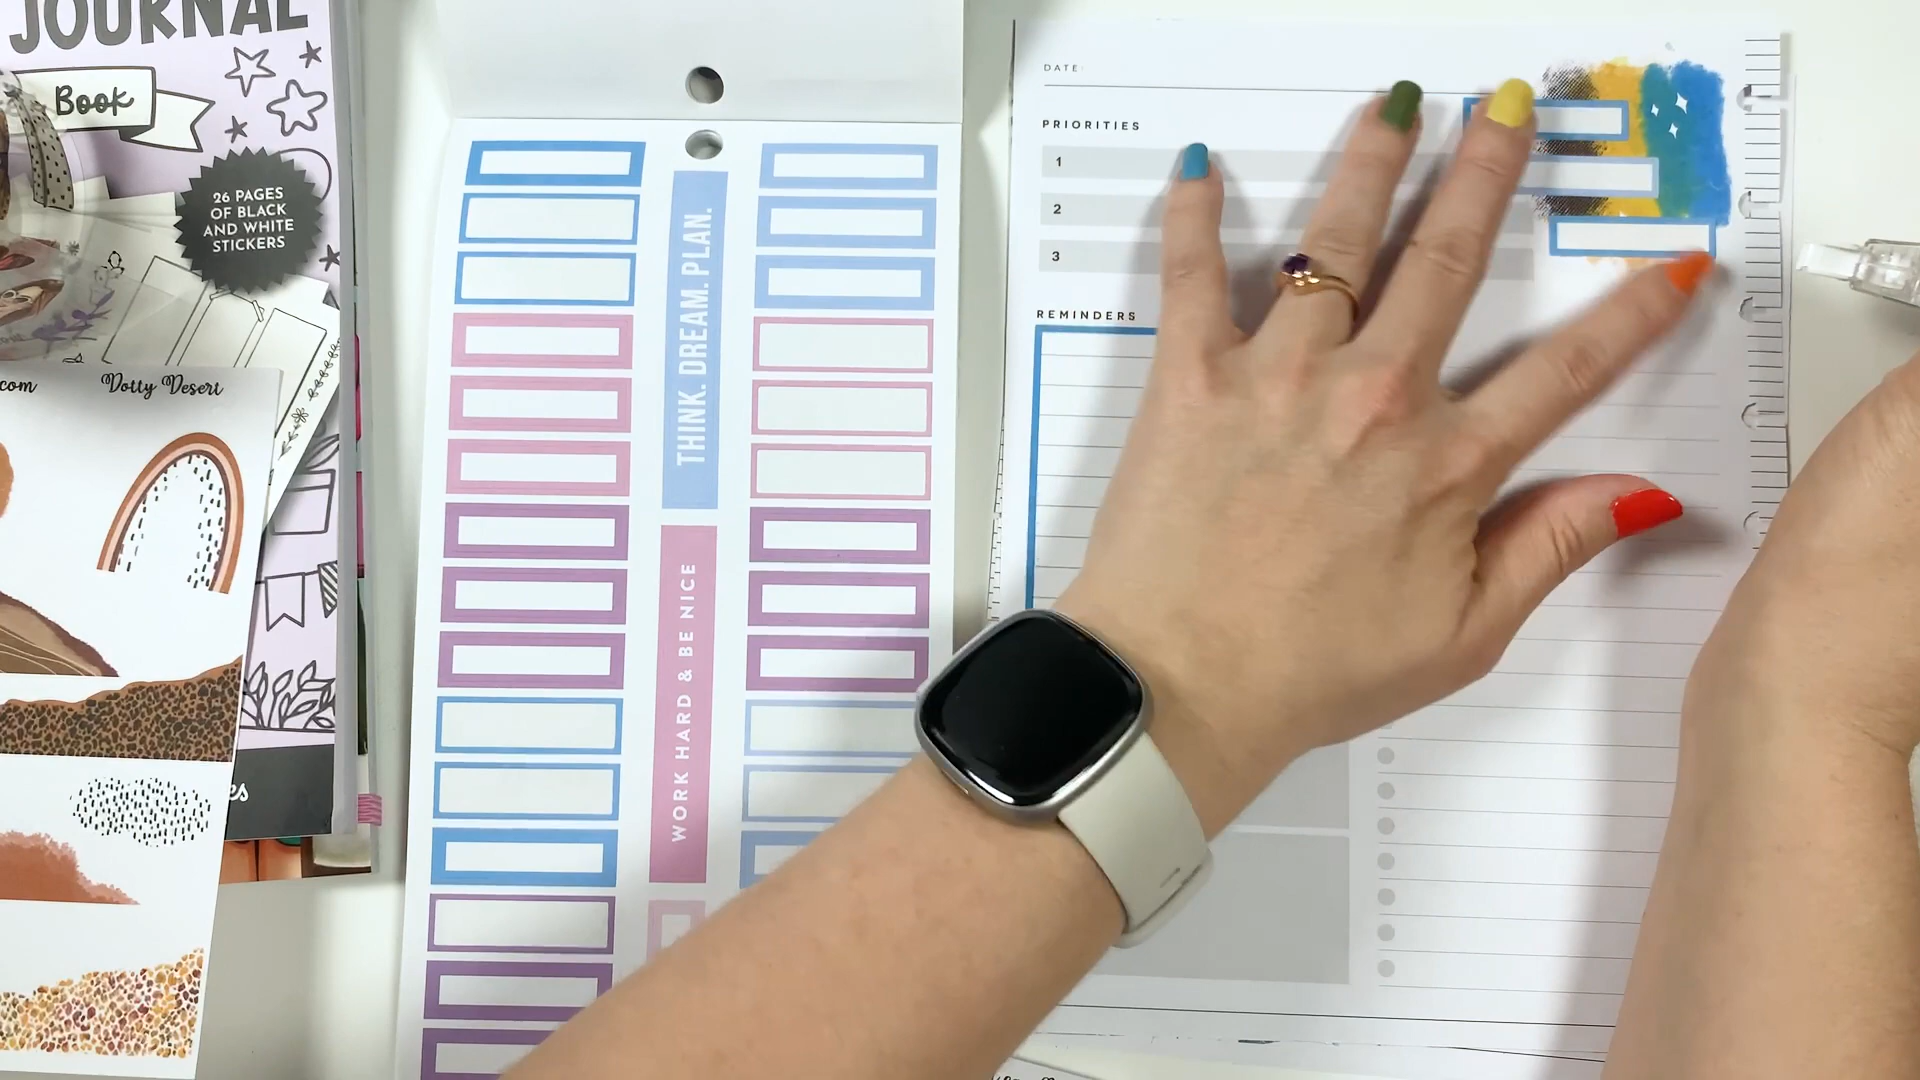 JOURNAL
Book
26 PAGES
OF BLACK
AND WHITE
STICKERS
com
Dotty Desert
es
THINK. DREAM. PLAN.
WORK HARD & BE NICE
DATE:
PRIORITIES
1
2
3
REMINDERS